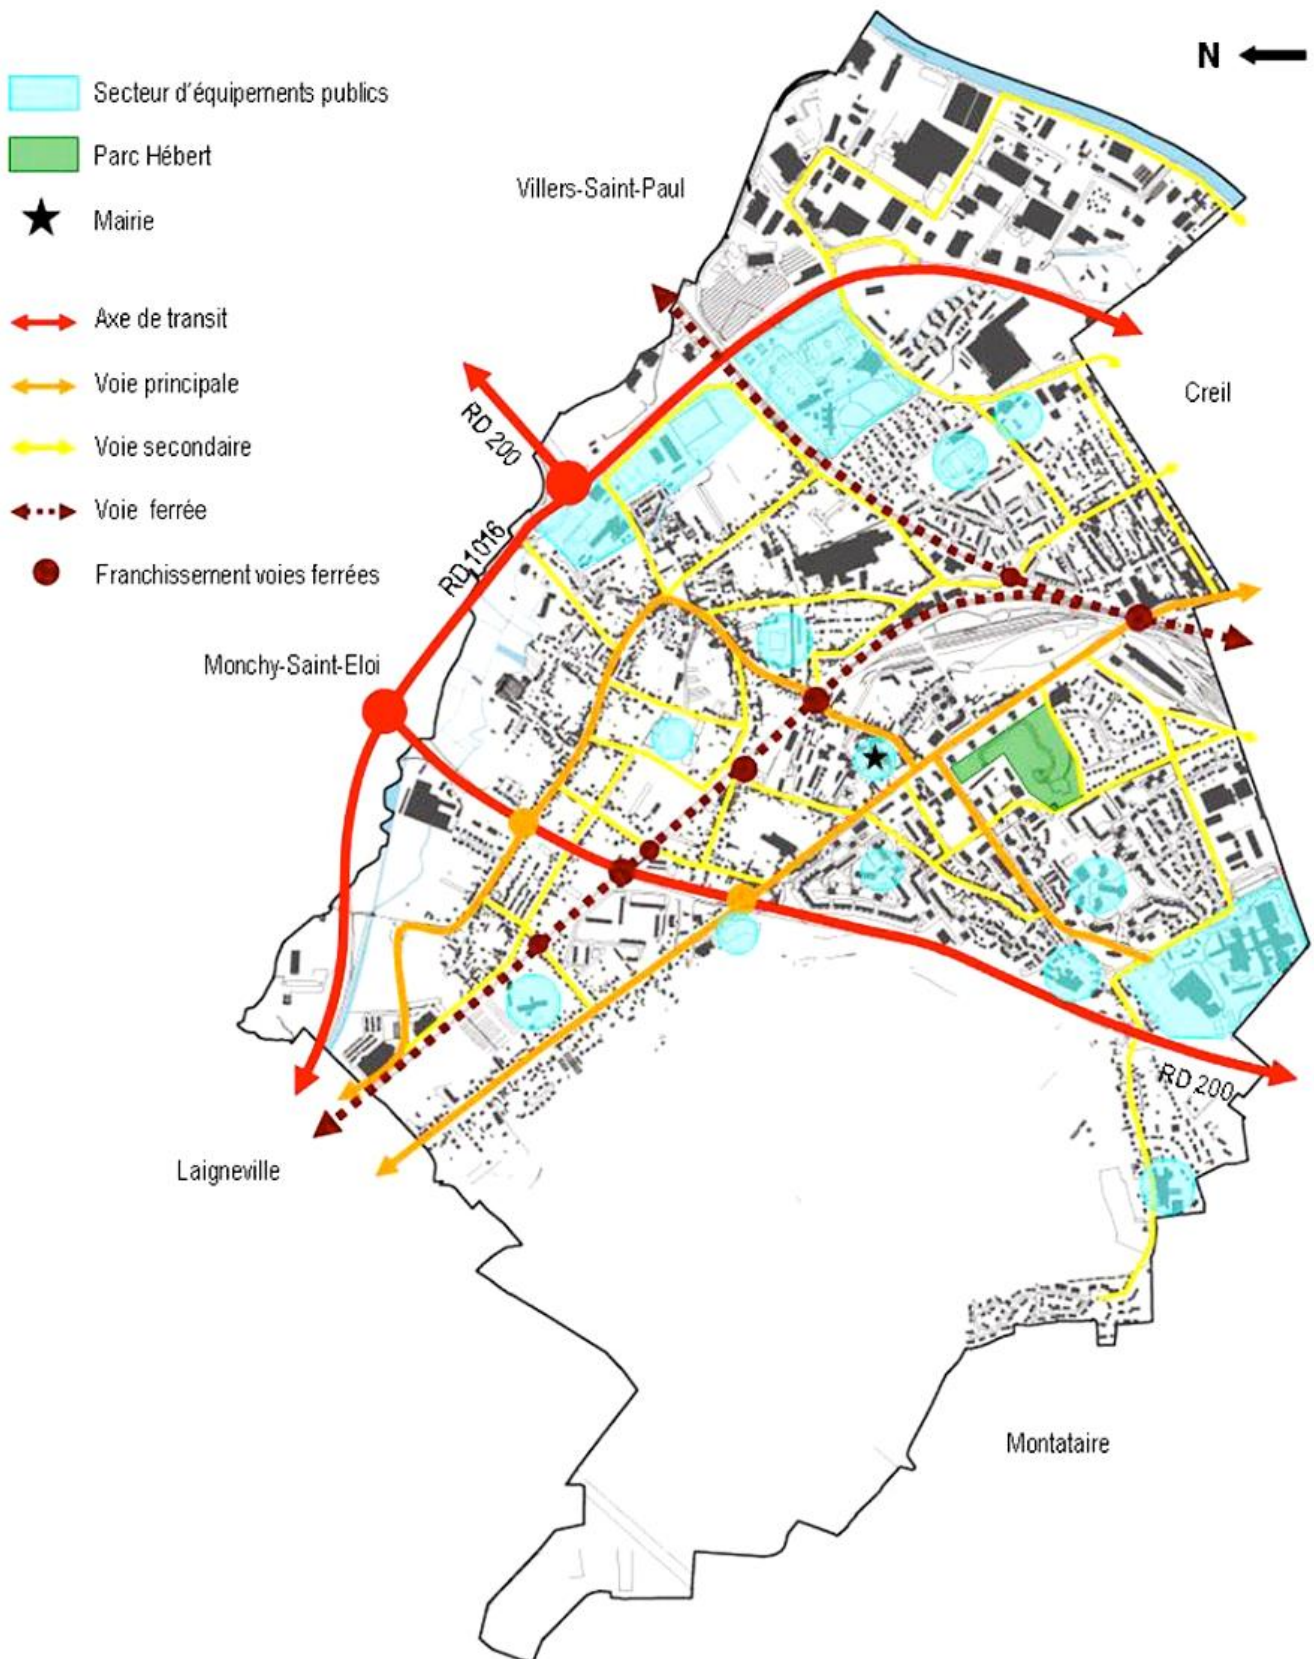 N
Secteur d'équipements publics
Parc Hébert
Mairie
Axe de transit
Voie principale
Voie secondaire
Voie ferrée
Franchissement voies ferrées
Villers-Saint-Paul
Creil
RD 200
RD 1016
Monchy-Saint-Eloi
RD 200
Laigneville
Montataire